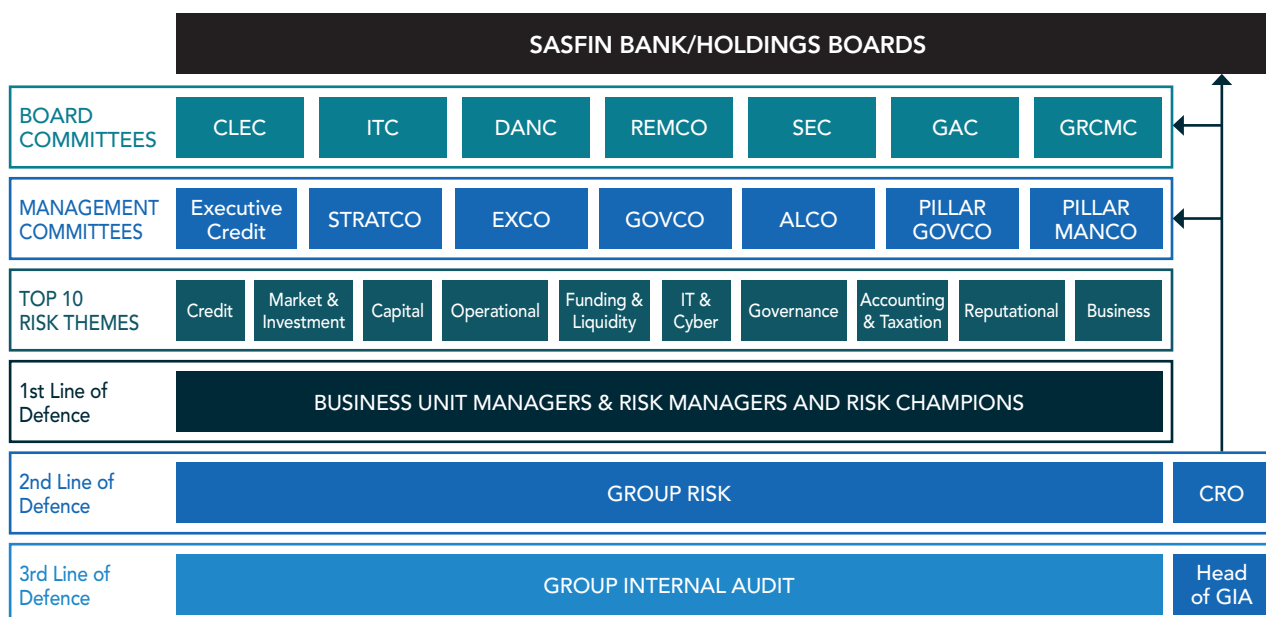 SASFIN BANK/HOLDINGS BOARDS
BOARD
COMMITTEES
CLEC
ITC
DANC
REMCO
SEC
GAC
GRCMC
MANAGEMENT
COMMITTEES
Executive
Credit
STRATCO
EXCO
GOVCO
ALCO
PILLAR
GOVCO
PILLAR
MANCO
TOP 10
RISK THEMES
Credit
Market &
Investment
Capital
Operational
Funding &
Liquidity
IT &
Cyber
Governance
Accounting
& Taxation
Reputational
Business
1st Line of
Defence
BUSINESS UNIT MANAGERS & RISK MANAGERS AND RISK CHAMPIONS
2nd Line of
Defence
GROUP RISK
CRO
3rd Line of
Defence
GROUP INTERNAL AUDIT
Head
of GIA